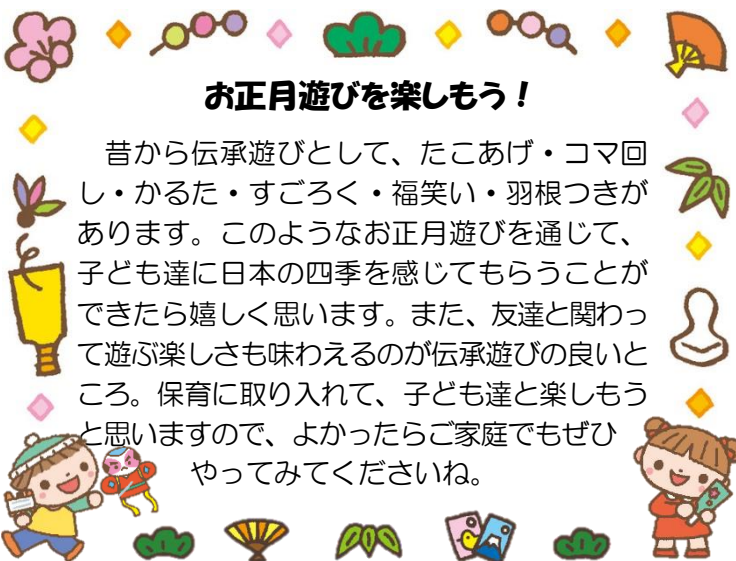 お正月遊びを楽しもう！
昔から伝承遊びとして、たこあげ・コマ回
し・かるた・すごろく・福笑い・羽根つきが
あります。このようなお正月遊びを通じて、
子ども達に日本の四季を感じてもらうことが
できたら嬉しく思います。また、友達と関わっ
て遊ぶ楽しさも味わえるのが伝承遊びの良いと
ころ。保育に取り入れて、子ども達と楽しもう
と思いますので、よかったらご家庭でもぜひ
やってみてくださいね。